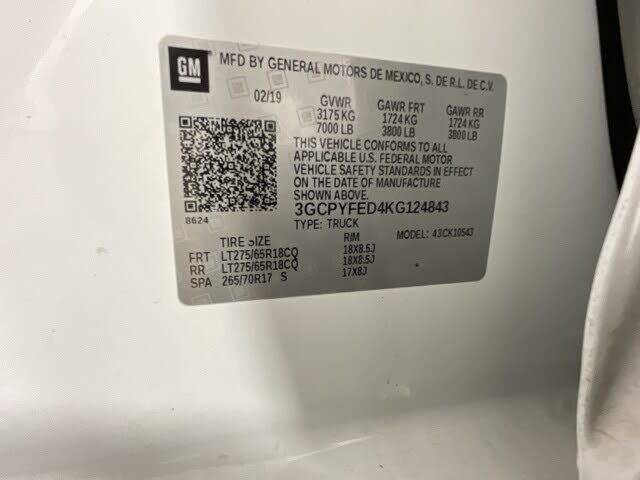 GM
MFD BY GENERAL MOTORS DE MEXICO, S. DE R.L. DE C.V.
02/19 GVWR GAWR FRT GAWR RR
3175 KG 1724 KG 1724 KG
7000 LB 3800 LB 3800 LB
THIS VEHICLE CONFORMS TO ALL
APPLICABLE U.S. FEDERAL MOTOR
VEHICLE SAFETY STANDARDS IN EFFECT
ON THE DATE OF MANUFACTURE
SHOWN ABOVE.
3GCPYFED4KG124843
8624
TYPE: TRUCK MODEL: 43CK10543
TIRE SIZE RIM
FRT LT275/65R18CQ 18X8.5J
RR LT275/65R18CQ 18X8.5J
SPA 265/70R17 S 17X8J